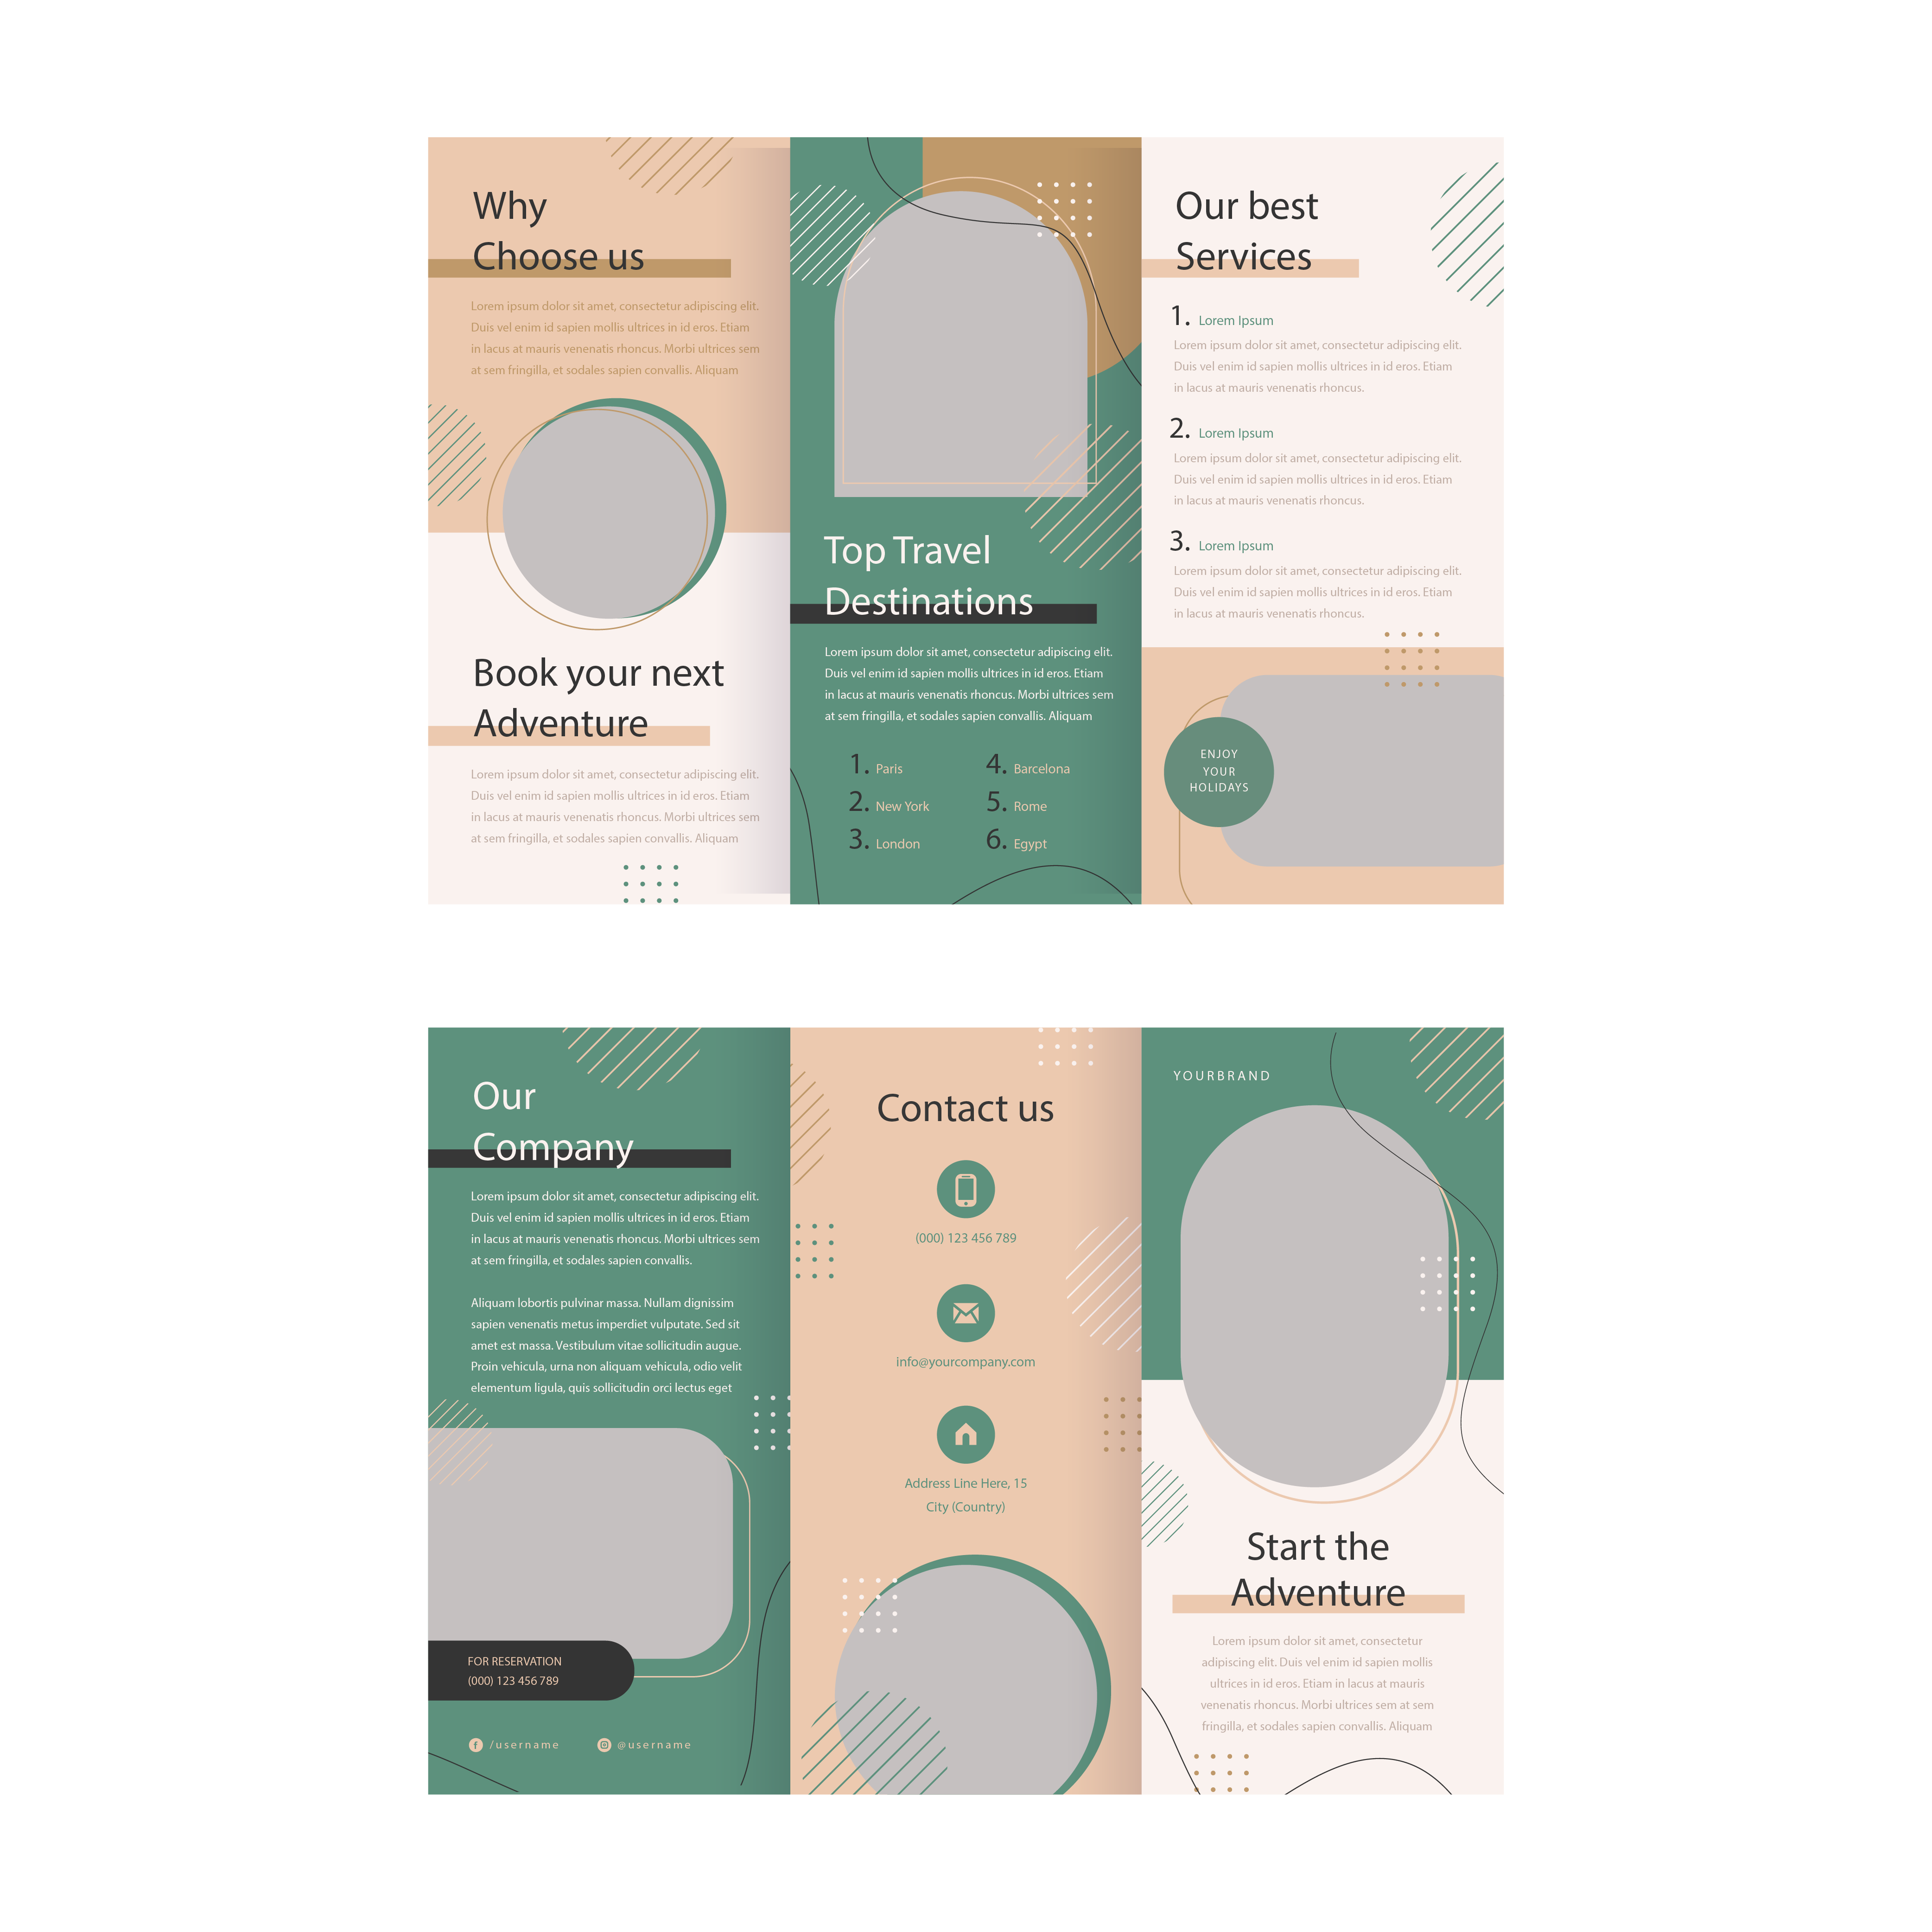 Why
Choose us
Lorem ipsum dolor sit amet, consectetur adipiscing elit.
Duis vel enim id sapien mollis ultrices in id eros. Etiam
in lacus at mauris venenatis rhoncus. Morbi ultrices sem
at sem fringilla, et sodales sapien convallis. Aliquam
Book your next
Adventure
Lorem ipsum dolor sit amet, consectetur adipiscing elit.
Duis vel enim id sapien mollis ultrices in id eros. Etiam
in lacus at mauris venenatis rhoncus. Morbi ultrices sem
at sem fringilla, et sodales sapien convallis. Aliquam
Top Travel
Destinations
Lorem ipsum dolor sit amet, consectetur adipiscing elit.
Duis vel enim id sapien mollis ultrices in id eros. Etiam
in lacus at mauris venenatis rhoncus. Morbi ultrices sem
at sem fringilla, et sodales sapien convallis. Aliquam
1. Paris
2. New York
3. London
4. Barcelona
5. Rome
6. Egypt
Our best
Services
1. Lorem Ipsum
Lorem ipsum dolor sit amet, consectetur adipiscing elit.
Duis vel enim id sapien mollis ultrices in id eros. Etiam
in lacus at mauris venenatis rhoncus.
2. Lorem Ipsum
Lorem ipsum dolor sit amet, consectetur adipiscing elit.
Duis vel enim id sapien mollis ultrices in id eros. Etiam
in lacus at mauris venenatis rhoncus.
3. Lorem Ipsum
Lorem ipsum dolor sit amet, consectetur adipiscing elit.
Duis vel enim id sapien mollis ultrices in id eros. Etiam
in lacus at mauris venenatis rhoncus.
ENJOY
YOUR
HOLIDAYS
Our
Company
Lorem ipsum dolor sit amet, consectetur adipiscing elit.
Duis vel enim id sapien mollis ultrices in id eros. Etiam
in lacus at mauris venenatis rhoncus. Morbi ultrices sem
at sem fringilla, et sodales sapien convallis.
Aliquam lobortis pulvinar massa. Nullam dignissim
sapien venenatis metus imperdiet vulputate. Sed sit
amet est massa. Vestibulum vitae sollicitudin augue.
Proin vehicula, urna non aliquam vehicula, odio velit
elementum ligula, quis sollicitudin orci lectus eget
FOR RESERVATION
(000) 123 456 789
/username
@username
Contact us
(000) 123 456 789
info@yourcompany.com
Address Line Here, 15
City (Country)
YOURBRAND
Start the
Adventure
Lorem ipsum dolor sit amet, consectetur
adipiscing elit. Duis vel enim id sapien mollis
ultrices in id eros. Etiam in lacus at mauris
venenatis rhoncus. Morbi ultrices sem at sem
fringilla, et sodales sapien convallis. Aliquam